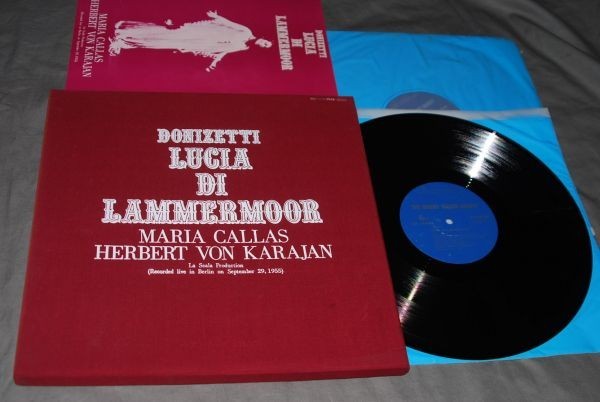 DONIZETTI
LUCIA
DI
LAMMERMOOR
MARIA CALLAS
HERBERT VON KARAJAN
La Scala Production
(Recorded live in Berlin on September 29, 1955)
DONIZETTI
LUCIA
DI
LAMMERMOOR
MARIA CALLAS
HERBERT VON KARAJAN